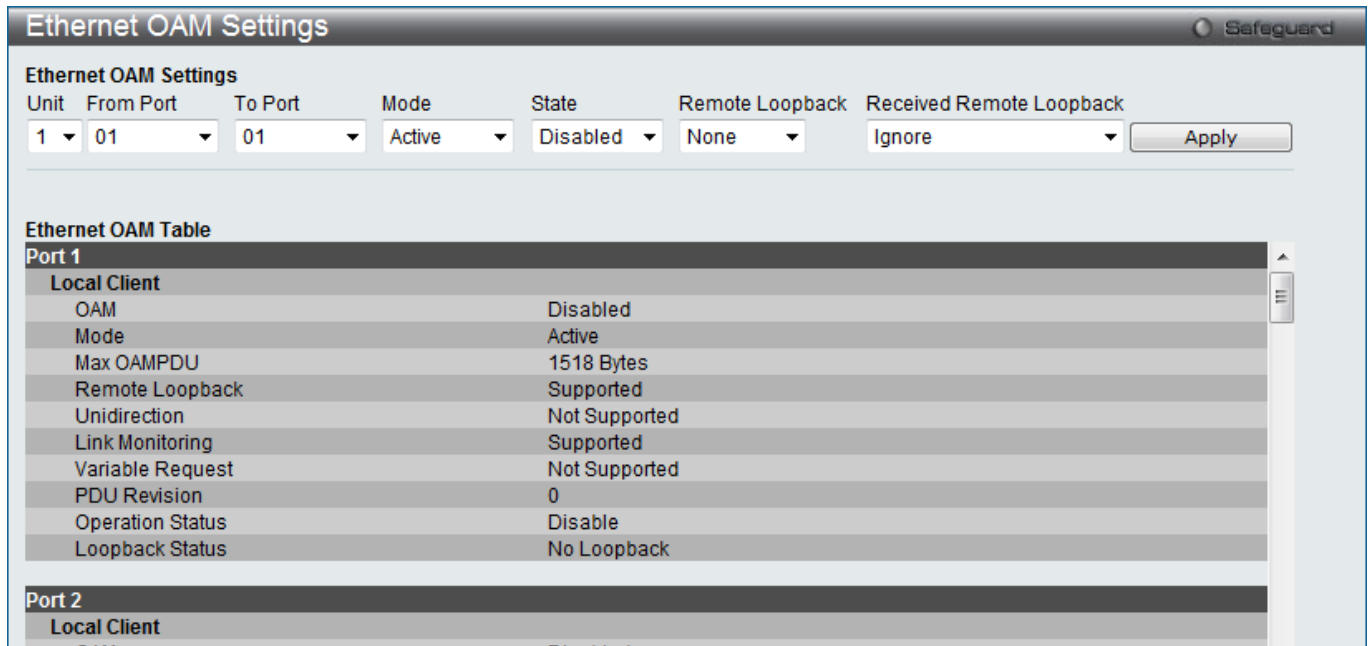 Ethernet OAM Settings Safeguard
Ethernet OAM Settings
Unit From Port To Port Mode State Remote Loopback Received Remote Loopback
1 01 01 Active Disabled None Ignore Apply
Ethernet OAM Table
Port 1
Local Client
OAM Disabled
Mode Active
Max OAMPDU 1518 Bytes
Remote Loopback Supported
Unidirection Not Supported
Link Monitoring Supported
Variable Request Not Supported
PDU Revision 0
Operation Status Disable
Loopback Status No Loopback
Port 2
Local Client